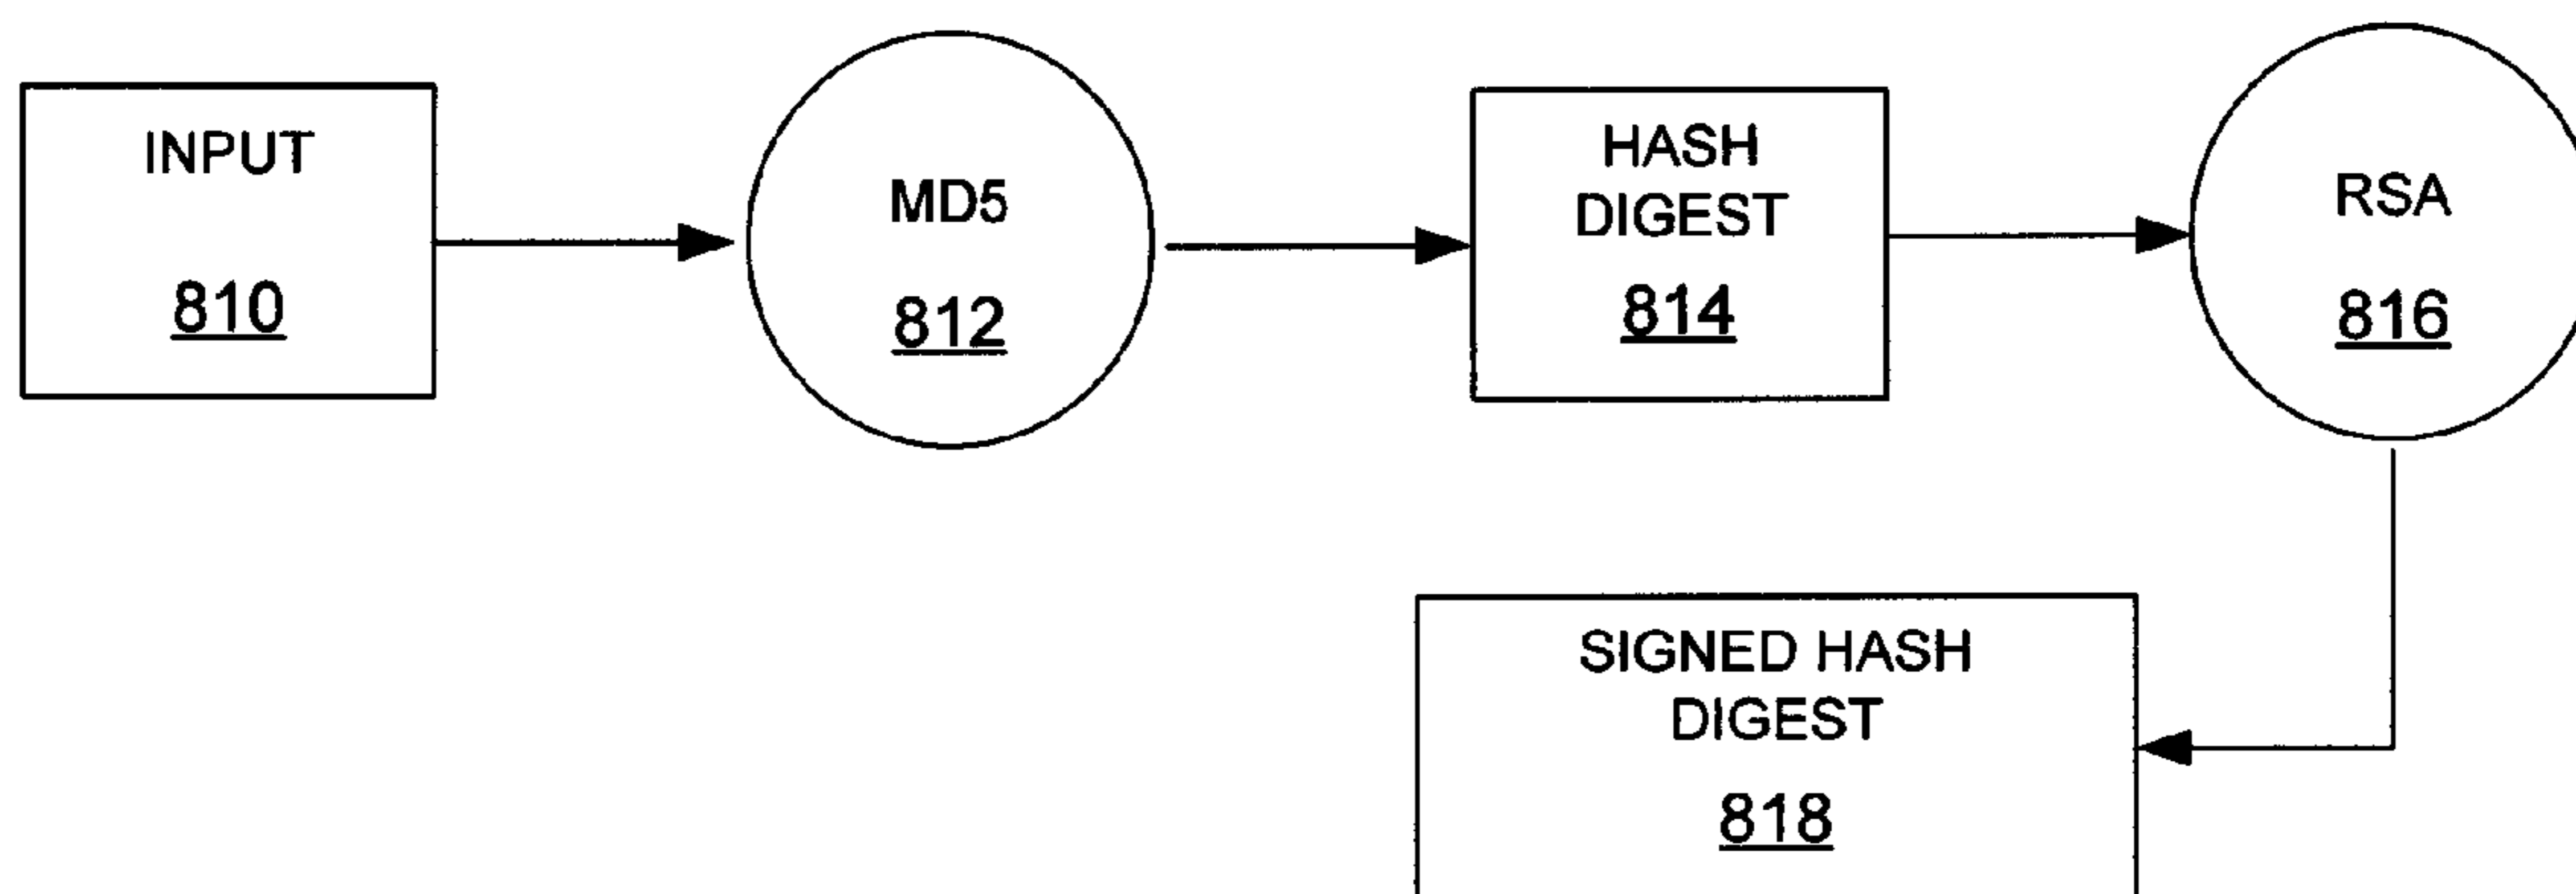 INPUT
810
MD5
812
HASH
DIGEST
814
RSA
816
SIGNED HASH
DIGEST
818